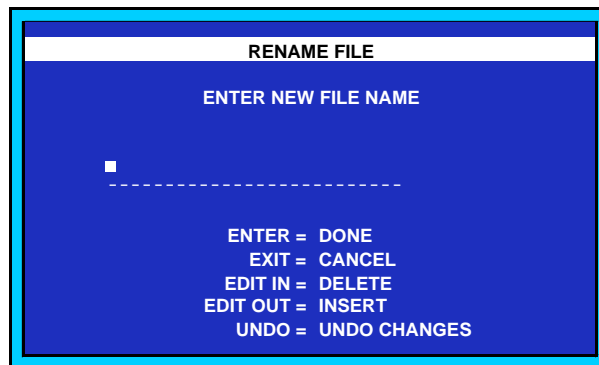 RENAME FILE
ENTER NEW FILE NAME
--------------------------
ENTER = DONE
EXIT = CANCEL
EDIT IN = DELETE
EDIT OUT = INSERT
UNDO = UNDO CHANGES